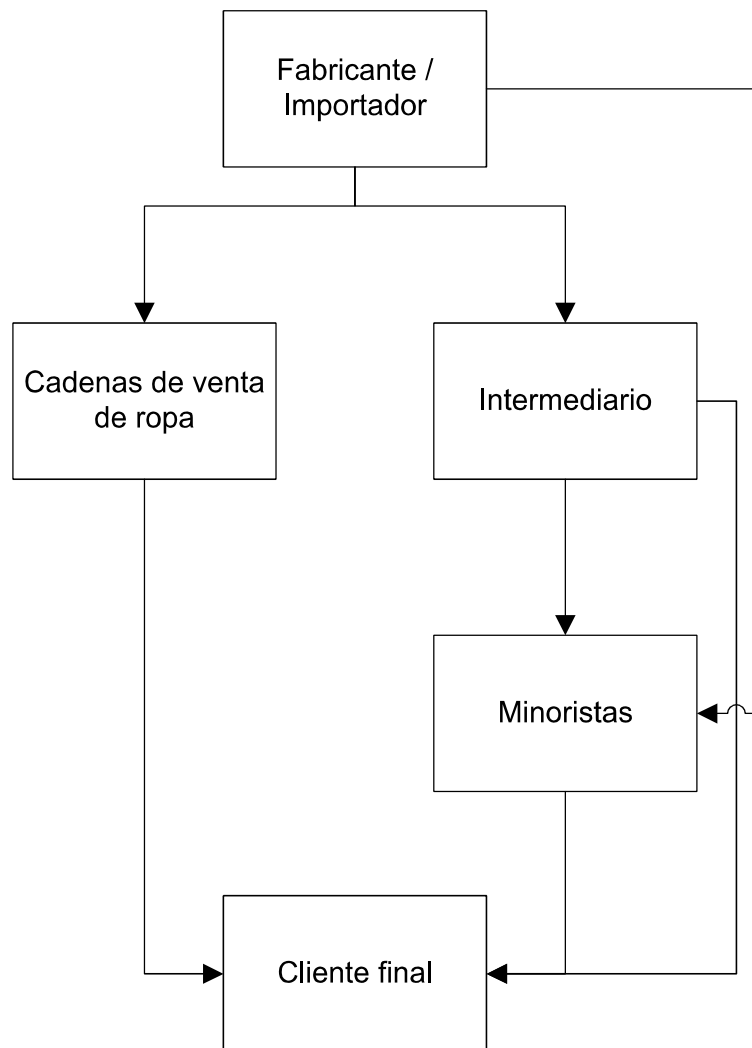 Fabricante /
Importador
Cadenas de venta
de ropa
Intermediario
Minoristas
Cliente final